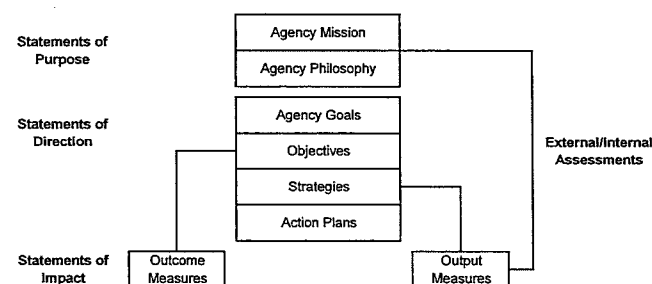 Statements of
Purpose
Agency Mission
Agency Philosophy
Statements of
Direction
Agency Goals
Objectives
Strategies
Action Plans
External/Internal
Assessments
Statements of
Impact
Outcome
Measures
Output
Measures